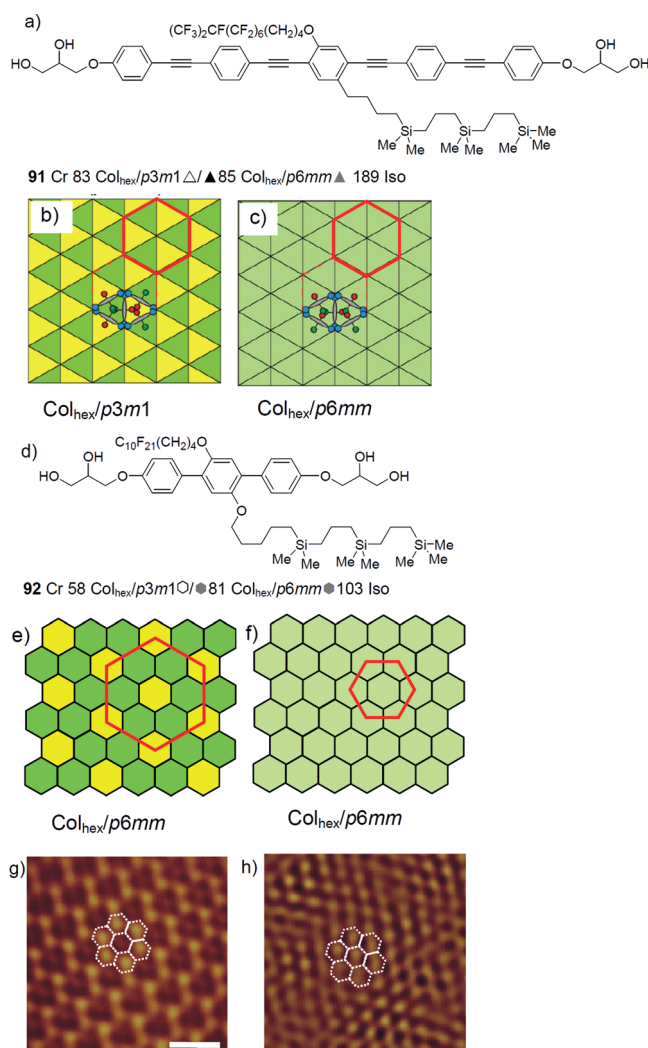 a)
(CF3)2CF(CF2)6(CH2)4 O
OH
HO
O
O
OH
OH
Si
Si
Si
Me
Me
Me
Me
Me
Me
Me
91 Cr 83 Colhex/p3m1△/▲85 Colhex/p6mm▲ 189 Iso
b)
c)
Colhex/p3m1
Colhex/p6mm
d)
C10F21(CH2)4 O
OH
HO
O
O
OH
OH
O
Si
Si
Si
Me
Me
Me
Me
Me
Me
Me
92 Cr 58 Colhex/p3m1⬡/⬢81 Colhex/p6mm⬢103 Iso
e)
f)
Colhex/p6mm
Colhex/p6mm
g)
h)